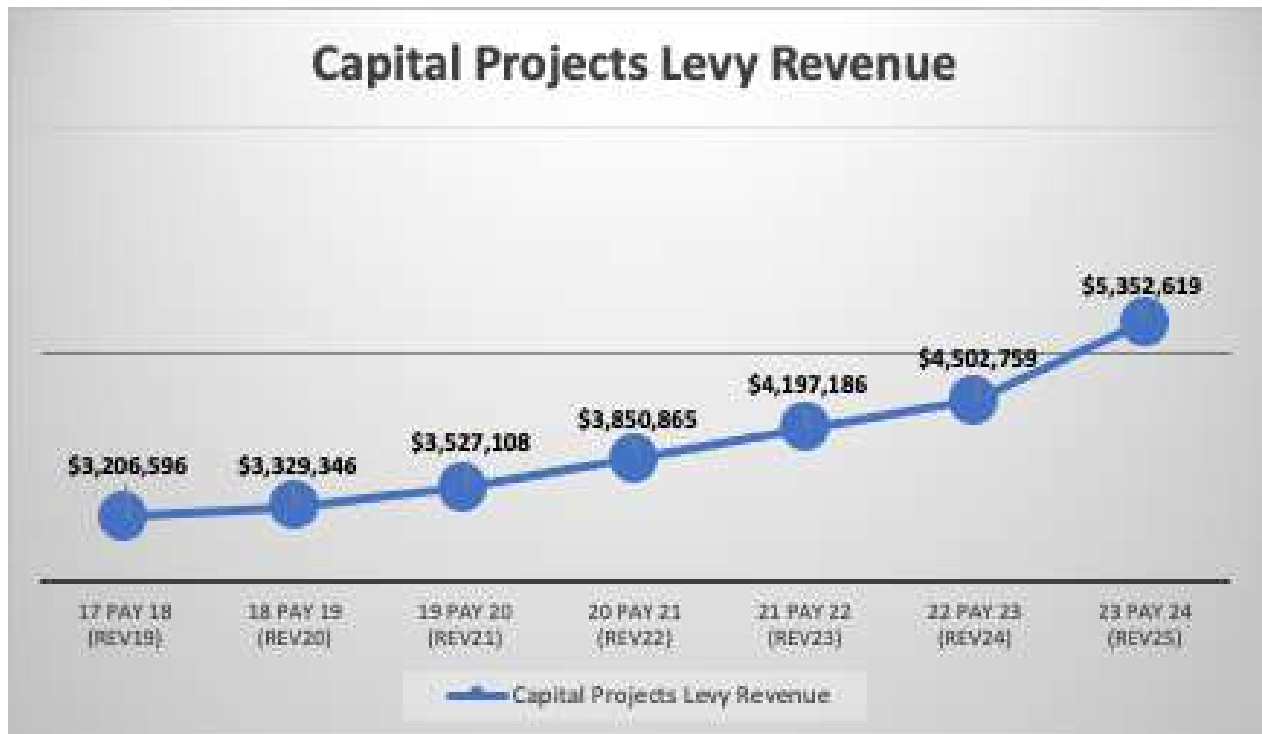 Capital Projects Levy Revenue
$5,352,619
$4,502,759
$4,197,186
$3,850,865
$3,527,108
$3,206,596 $3,329,346
17 PAY 18 18 PAY 19 19 PAY 20 20 PAY 21 21 PAY 22 22 PAY 23 23 PAY 24
(REV19) (REV20) (REV21) (REV22) (REV23) (REV24) (REV25)
Capital Projects Levy Revenue